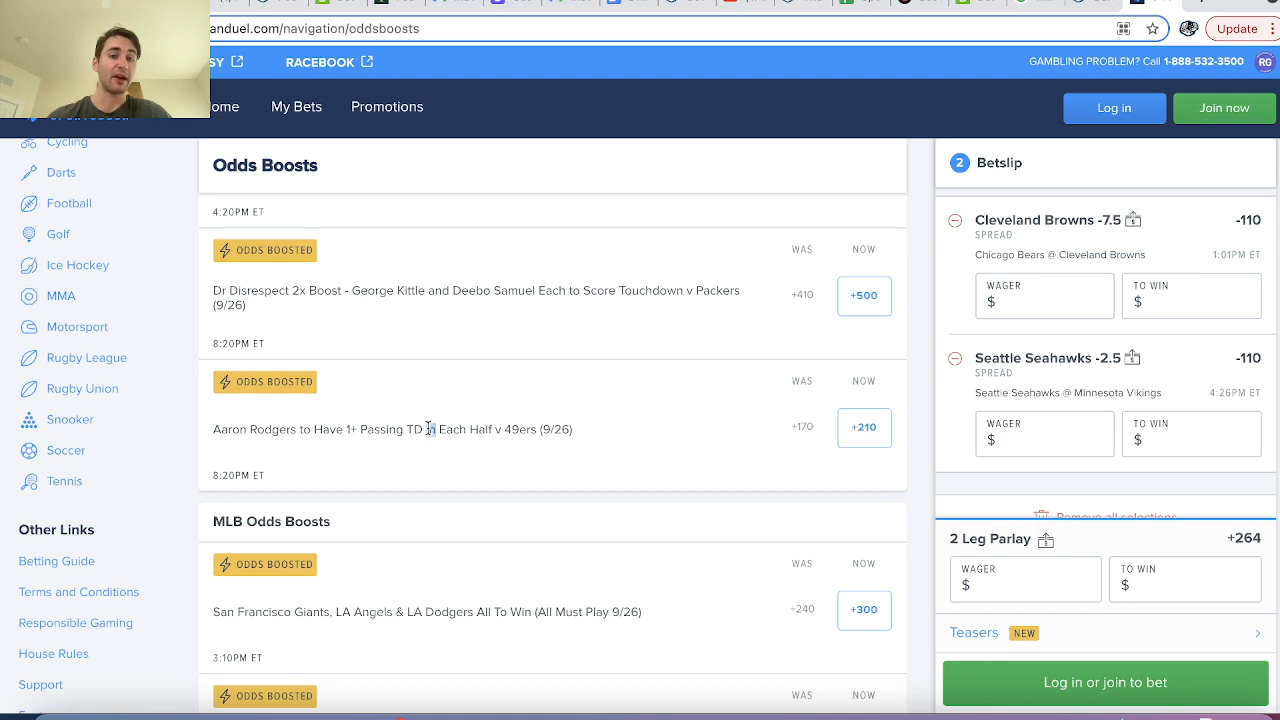 anduel.com/navigation/oddsboosts
Update
SY
RACEBOOK
GAMBLING PROBLEM? Call 1-888-532-3500
RG
ome
My Bets
Promotions
Log in
Join now
Cycling
Darts
Football
Golf
Ice Hockey
MMA
Motorsport
Rugby League
Rugby Union
Snooker
Soccer
Tennis
Other Links
Betting Guide
Terms and Conditions
Responsible Gaming
House Rules
Support
Odds Boosts
4:20PM ET
ODDS BOOSTED
WAS
NOW
Dr Disrespect 2x Boost - George Kittle and Deebo Samuel Each to Score Touchdown v Packers
(9/26)
+410
+500
8:20PM ET
ODDS BOOSTED
WAS
NOW
Aaron Rodgers to Have 1+ Passing TD in Each Half v 49ers (9/26)
+170
+210
8:20PM ET
MLB Odds Boosts
ODDS BOOSTED
WAS
NOW
San Francisco Giants, LA Angels & LA Dodgers All To Win (All Must Play 9/26)
+240
+300
3:10PM ET
ODDS BOOSTED
WAS
NOW
2
Betslip
Cleveland Browns -7.5
-110
SPREAD
Chicago Bears @ Cleveland Browns
1:01PM ET
WAGER
$
TO WIN
$
Seattle Seahawks -2.5
-110
SPREAD
Seattle Seahawks @ Minnesota Vikings
4:26PM ET
WAGER
$
TO WIN
$
Remove all selections
2 Leg Parlay
+264
WAGER
$
TO WIN
$
Teasers
NEW
Log in or join to bet